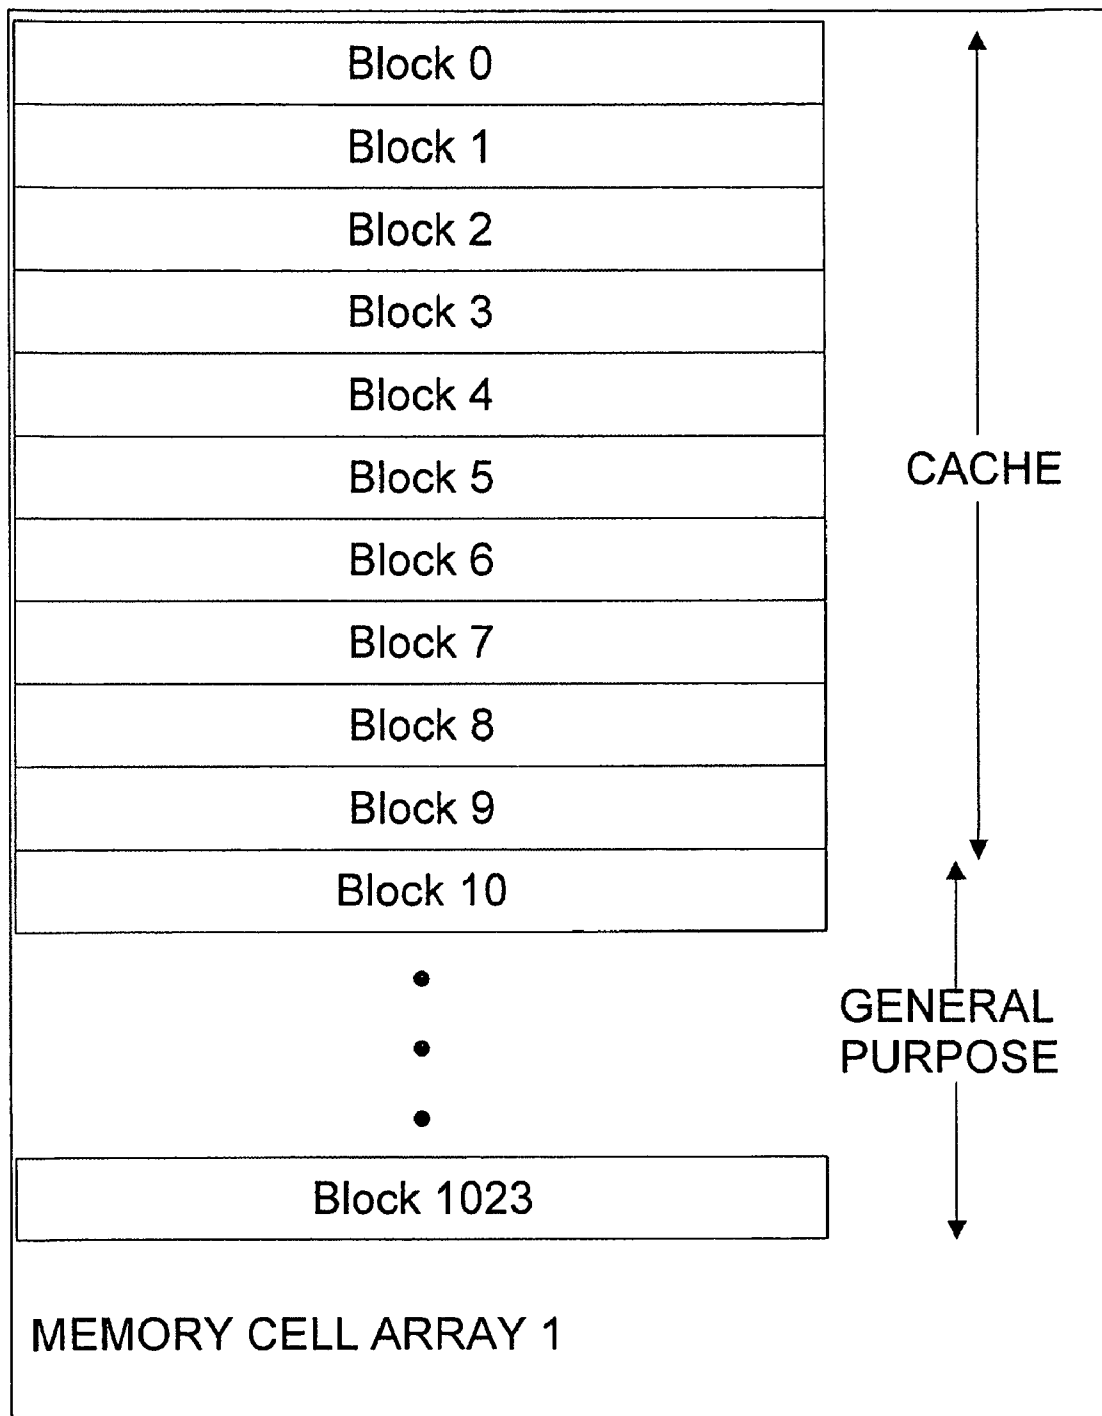 Block 0
Block 1
Block 2
Block 3
Block 4
Block 5
CACHE
Block 6
Block 7
Block 8
Block 9
Block 10
GENERAL
PURPOSE
Block 1023
MEMORY CELL ARRAY 1